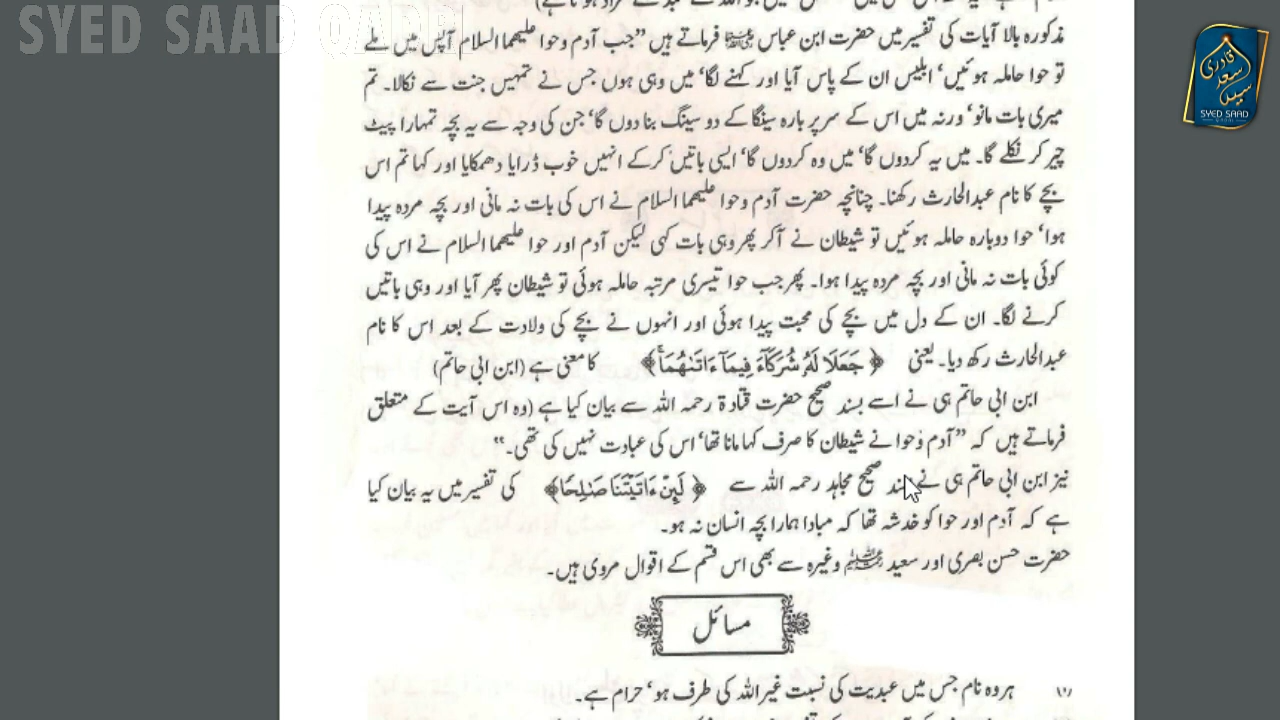 SYED SAAD QADRI
مذکورہ بالا آیات کی تفسیر میں حضرت ابن عباس رضی اللہ عنہما فرماتے ہیں "جب آدم و حوا علیھما السلام آپس میں ملے
تو حوا حاملہ ہوئیں' ابلیس ان کے پاس آیا اور کہنے لگا' میں وہی ہوں جس نے تمہیں جنت سے نکالا۔ تم
میری بات مانو' ورنہ میں اس کے سر پر بارہ سینگا کے دو سینگ بنا دوں گا' جن کی وجہ سے یہ بچہ تمہارا پیٹ
چیر کر نکلے گا۔ میں یہ کردوں گا' میں وہ کردوں گا' ایسی باتیں کرکے انہیں خوب ڈرایا دھمکایا اور کہا تم اس
بچے کا نام عبدالحارث رکھنا۔ چنانچہ حضرت آدم و حوا علیھما السلام نے اس کی بات نہ مانی اور بچہ مردہ پیدا
ہوا' حوا دوبارہ حاملہ ہوئیں تو شیطان نے آکر پھر وہی بات کہی لیکن آدم اور حوا علیھما السلام نے اس کی
کوئی بات نہ مانی اور بچہ مردہ پیدا ہوا۔ پھر جب حوا تیسری مرتبہ حاملہ ہوئی تو شیطان پھر آیا اور وہی باتیں
کرنے لگا۔ ان کے دل میں بچے کی محبت پیدا ہوئی اور انہوں نے بچے کی ولادت کے بعد اس کا نام
عبدالحارث رکھ دیا۔ یعنی ﴿جَعَلَا لَهُ شُرَكَآءَ فِيمَآ ءَاتَىٰهُمَا﴾ کا معنی ہے (ابن ابی حاتم)
ابن ابی حاتم ہی نے اسے بسند صحیح حضرت قتادۃ رحمہ اللہ سے بیان کیا ہے (وہ اس آیت کے متعلق
فرماتے ہیں کہ "آدم و حوا نے شیطان کا صرف کہا مانا تھا' اس کی عبادت نہیں کی تھی۔"
نیز ابن ابی حاتم ہی نے بسند صحیح مجاہد رحمہ اللہ سے ﴿لَئِنْ ءَاتَيْتَنَا صَٰلِحًا﴾ کی تفسیر میں یہ بیان کیا
ہے کہ آدم اور حوا کو خدشہ تھا کہ مبادا ہمارا بچہ انسان نہ ہو۔
حضرت حسن بصری اور سعید وغیرہ سے بھی اس قسم کے اقوال مروی ہیں۔
مسائل
۱/ ہر وہ نام جس میں عبدیت کی نسبت غیر اللہ کی طرف ہو' حرام ہے۔
سید سعد قادری
SYED SAAD